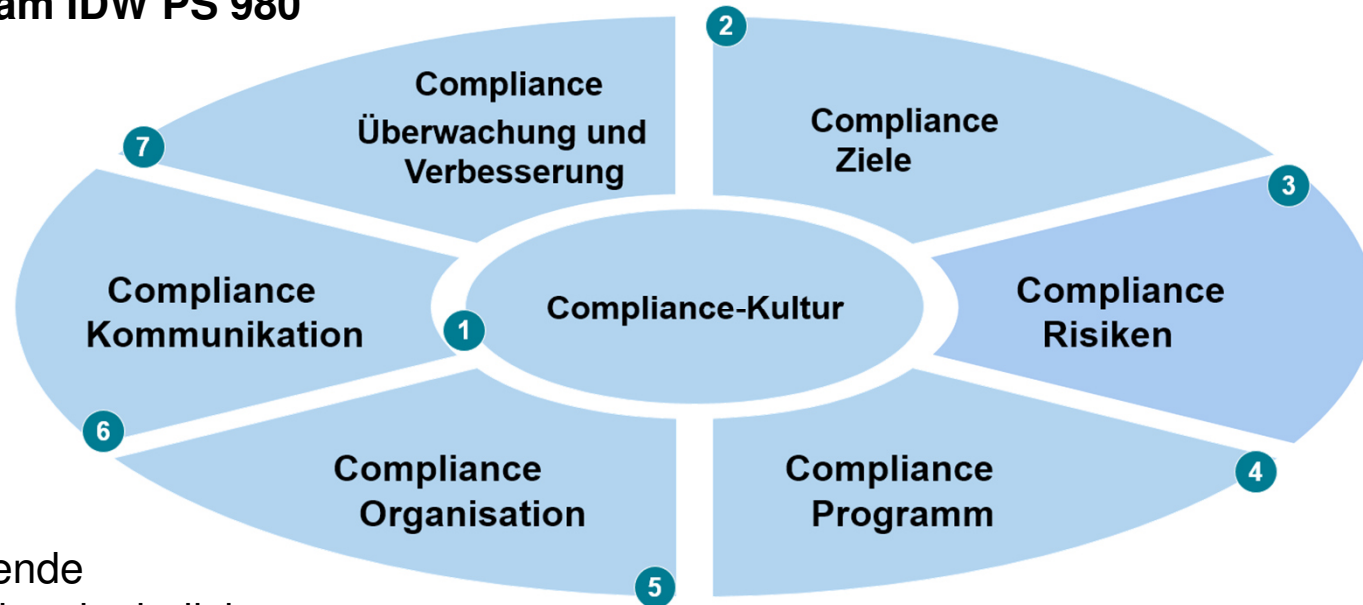 am IDW PS 980
2
Compliance
Überwachung und
Verbesserung
7
Compliance
Ziele
3
Compliance
Kommunikation
1
Compliance-Kultur
Compliance
Risiken
6
Compliance
Organisation
Compliance
Programm
4
ende
5